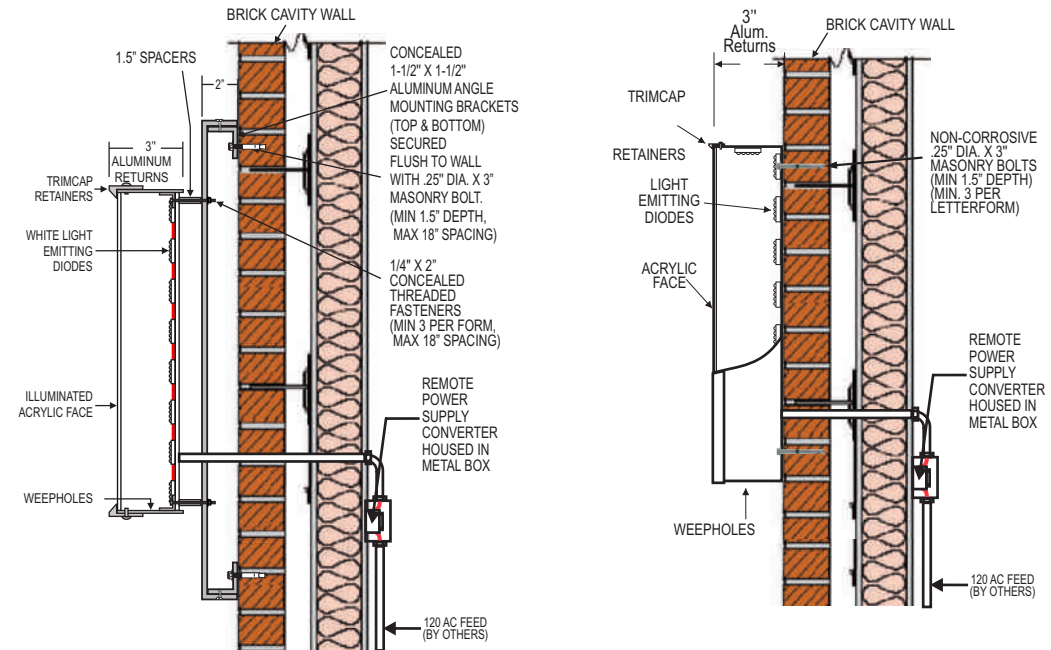 BRICK CAVITY WALL
1.5” SPACERS
2”
3”
ALUMINUM
RETURNS
TRIMCAP
RETAINERS
WHITE LIGHT
EMITTING
DIODES
ILLUMINATED
ACRYLIC FACE
WEEPHOLES
CONCEALED
1-1/2" X 1-1/2"
ALUMINUM ANGLE
MOUNTING BRACKETS
(TOP & BOTTOM)
SECURED
FLUSH TO WALL
WITH .25” DIA. X 3”
MASONRY BOLT.
(MIN 1.5” DEPTH,
MAX 18” SPACING)
1/4" X 2”
CONCEALED
THREADED
FASTENERS
(MIN 3 PER FORM,
MAX 18” SPACING)
REMOTE
POWER
SUPPLY
CONVERTER
HOUSED IN
METAL BOX
120 AC FEED
(BY OTHERS)
3”
Alum.
Returns
BRICK CAVITY WALL
TRIMCAP
RETAINERS
LIGHT
EMITTING
DIODES
ACRYLIC
FACE
WEEPHOLES
NON-CORROSIVE
.25” DIA. X 3”
MASONRY BOLTS
(MIN 1.5” DEPTH)
(MIN. 3 PER
LETTERFORM)
REMOTE
POWER
SUPPLY
CONVERTER
HOUSED IN
METAL BOX
120 AC FEED
(BY OTHERS)